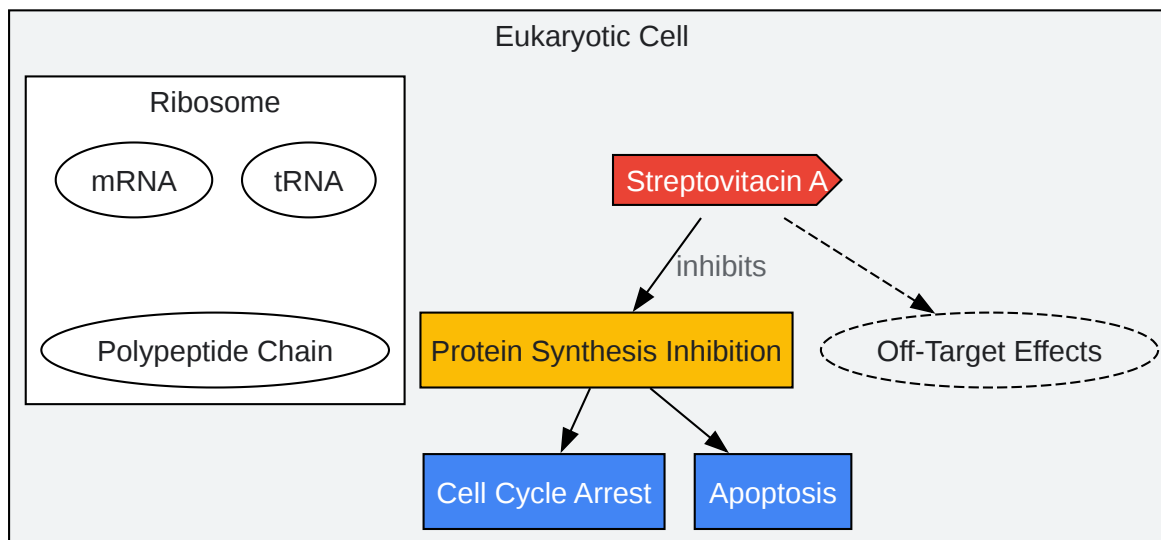 Eukaryotic Cell
Ribosome
mRNA
tRNA
Streptovitacin A
inhibits
Polypeptide Chain
Protein Synthesis Inhibition
Off-Target Effects
Cell Cycle Arrest
Apoptosis